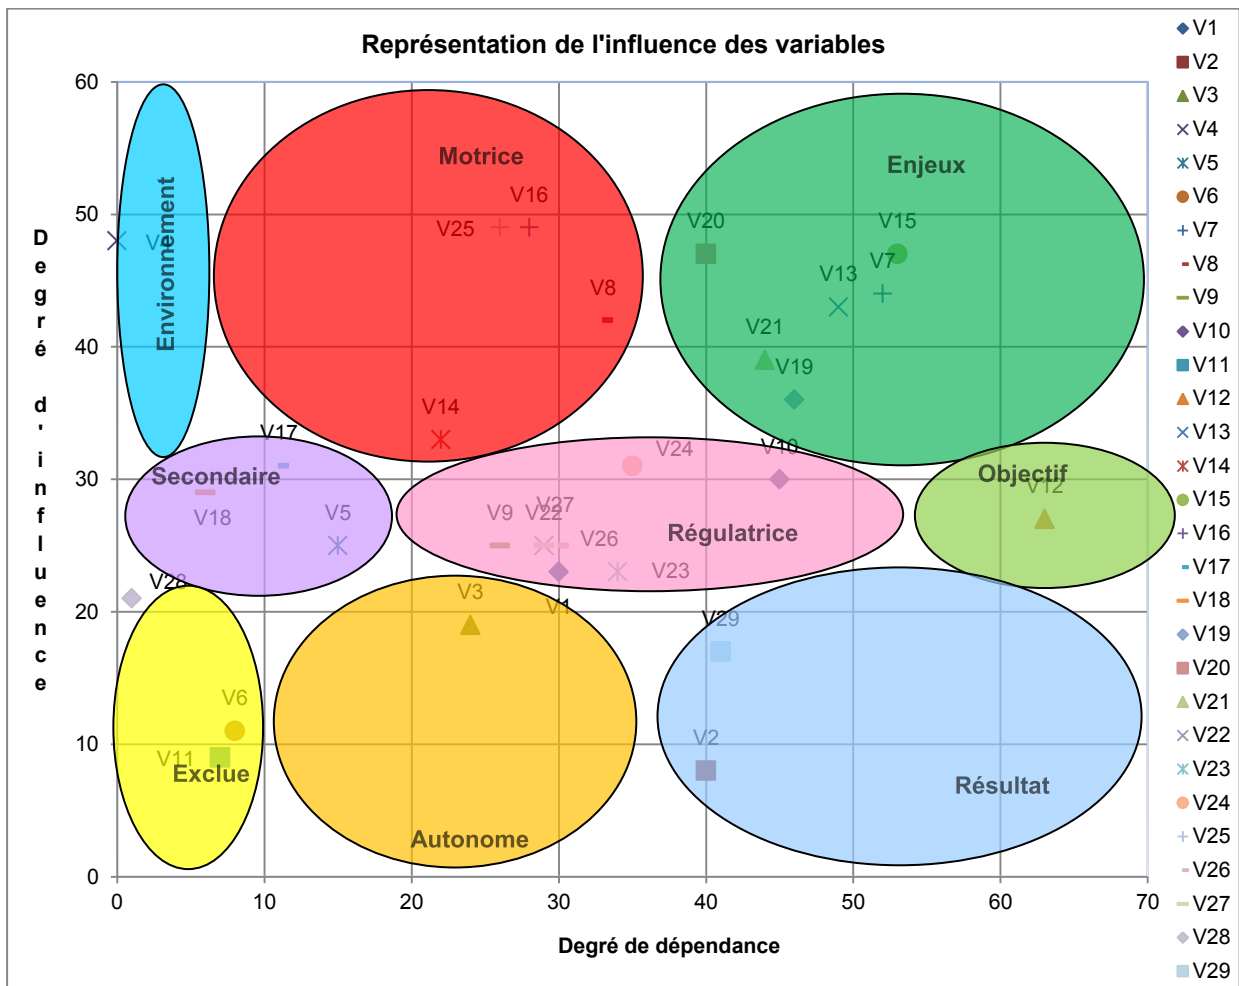 Représentation de l'influence des variables
60
50
40
30
20
10
0
0 10 20 30 40 50 60 70
Degré d'influence
Degré de dépendance
Environnement
Motrice
Enjeux
V16
V25
V20
V15
V4
V7
V13
V8
V21
V19
V14
V17
V24
V10
Secondaire
Objectif
V12
V18
V5
V9
V27
V22
V26
Régulatrice
V23
V28
V3
V1
V29
V6
V11
V2
Exclue
Résultat
Autonome
V1
V2
V3
V4
V5
V6
V7
V8
V9
V10
V11
V12
V13
V14
V15
V16
V17
V18
V19
V20
V21
V22
V23
V24
V25
V26
V27
V28
V29